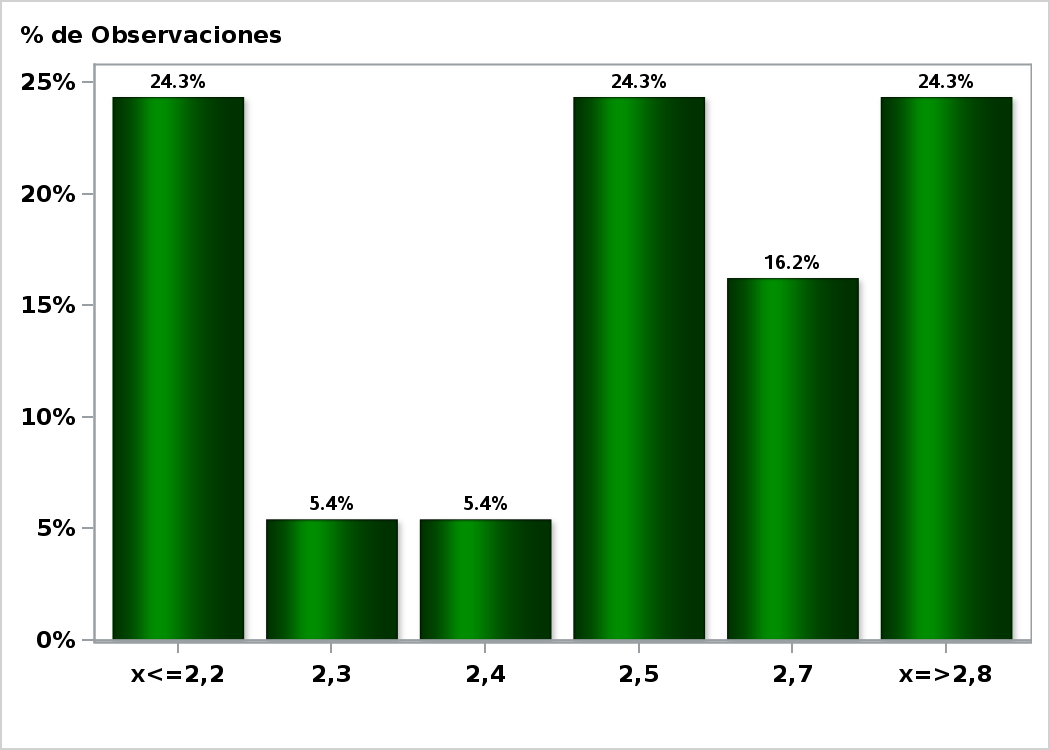 % de Observaciones
24.3% 24.3% 24.3%
25%
20%
16.2%
15%
10%
5.4% 5.4%
5%
0%
x<=2,2 2,3 2,4 2,5 2,7 x=>2,8